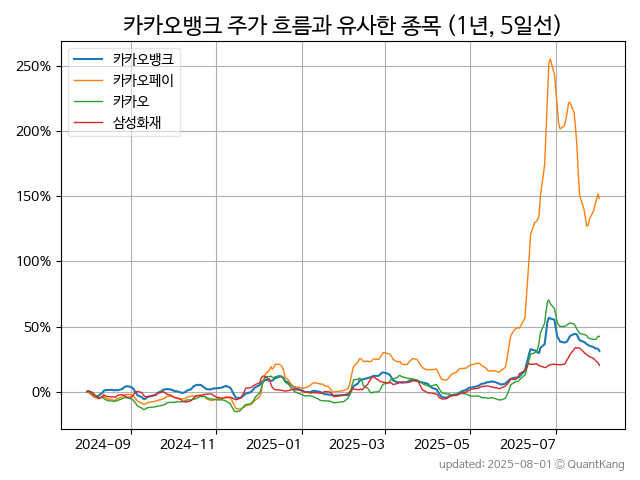 카카오뱅크 주가 흐름과 유사한 종목 (1년, 5일선)
카카오뱅크
카카오페이
카카오
삼성화재
250%
200%
150%
100%
50%
0%
2024-09 2024-11 2025-01 2025-03 2025-05 2025-07
updated: 2025-08-01 © QuantKang